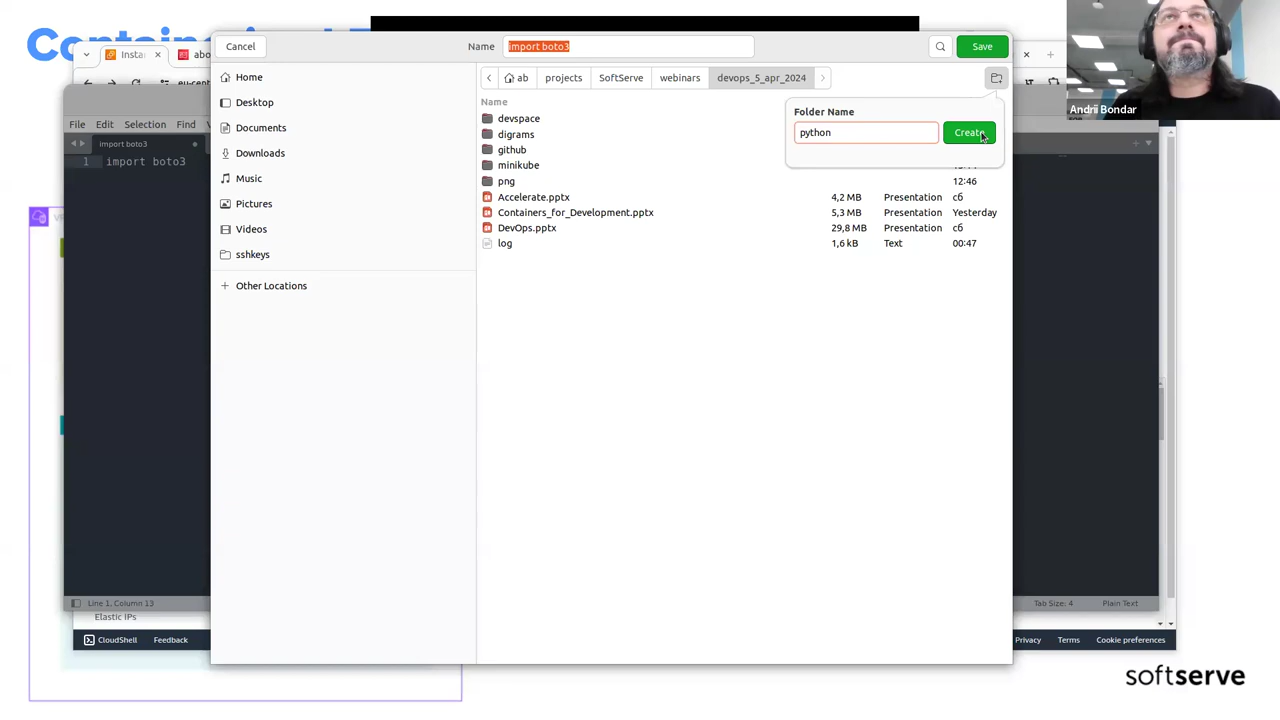 Insta
abo
eu-cent
Cancel
Name
import boto3
Save
Andrii Bondar
Home
Desktop
Documents
Downloads
Music
Pictures
Videos
sshkeys
Other Locations
ab
projects
SoftServe
webinars
devops_5_apr_2024
Folder Name
python
Create
Name
devspace
digrams
github
minikube
png 12:46
Accelerate.pptx 4,2 MB Presentation сб
Containers_for_Development.pptx 5,3 MB Presentation Yesterday
DevOps.pptx 29,8 MB Presentation сб
log 1,6 kB Text 00:47
File Edit Selection Find
import boto3
1 import boto3
Line 1, Column 13
Tab Size: 4
Plain Text
Elastic IPs
CloudShell
Feedback
Privacy
Terms
Cookie preferences
softserve